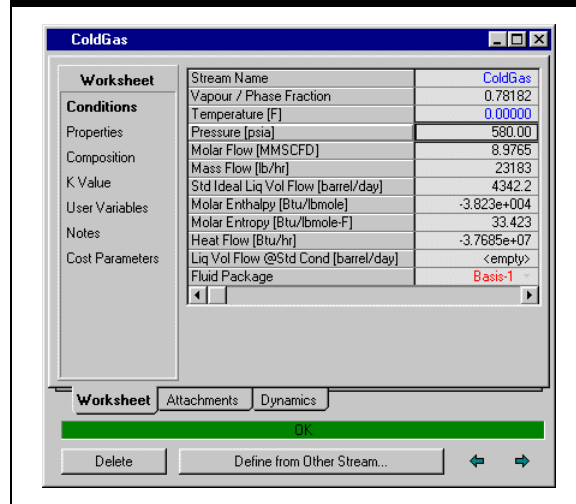 ColdGas
Worksheet
Conditions
Properties
Composition
K Value
User Variables
Notes
Cost Parameters
Stream Name ColdGas
Vapour / Phase Fraction 0.78182
Temperature [F] 0.00000
Pressure [psia] 580.00
Molar Flow [MMSCFD] 8.9765
Mass Flow [lb/hr] 23183
Std Ideal Liq Vol Flow [barrel/day] 4342.2
Molar Enthalpy [Btu/lbmole] -3.823e+004
Molar Entropy [Btu/lbmole-F] 33.423
Heat Flow [Btu/hr] -3.7685e+07
Liq Vol Flow @Std Cond [barrel/day] <empty>
Fluid Package Basis-1
Worksheet Attachments Dynamics
OK
Delete Define from Other Stream...